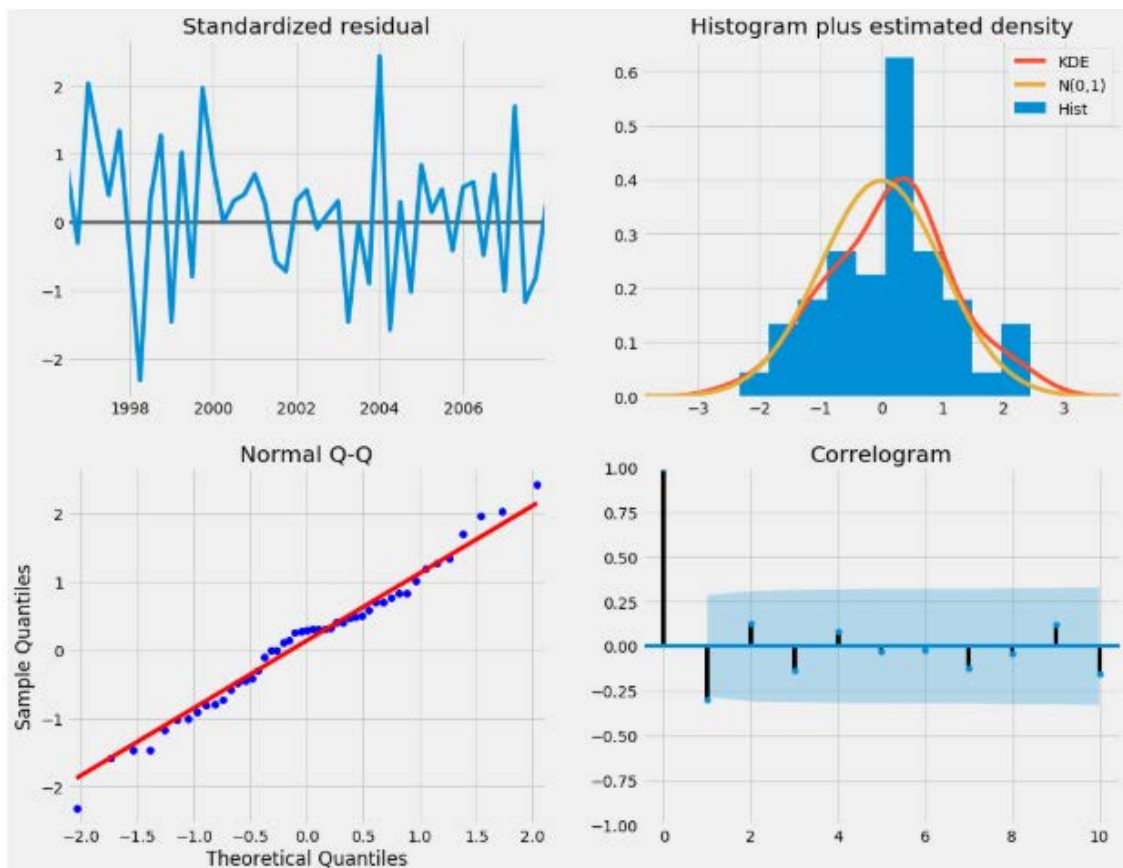 Standardized residual
2
1
0
−1
−2
1998 2000 2002 2004 2006
Histogram plus estimated density
KDE
N(0,1)
Hist
0.6
0.5
0.4
0.3
0.2
0.1
0.0
−3 −2 −1 0 1 2 3
Normal Q-Q
Sample Quantiles
2
1
0
−1
−2
−2.0 −1.5 −1.0 −0.5 0.0 0.5 1.0 1.5 2.0
Theoretical Quantiles
Correlogram
1.00
0.75
0.50
0.25
0.00
−0.25
−0.50
−0.75
−1.00
0 2 4 6 8 10